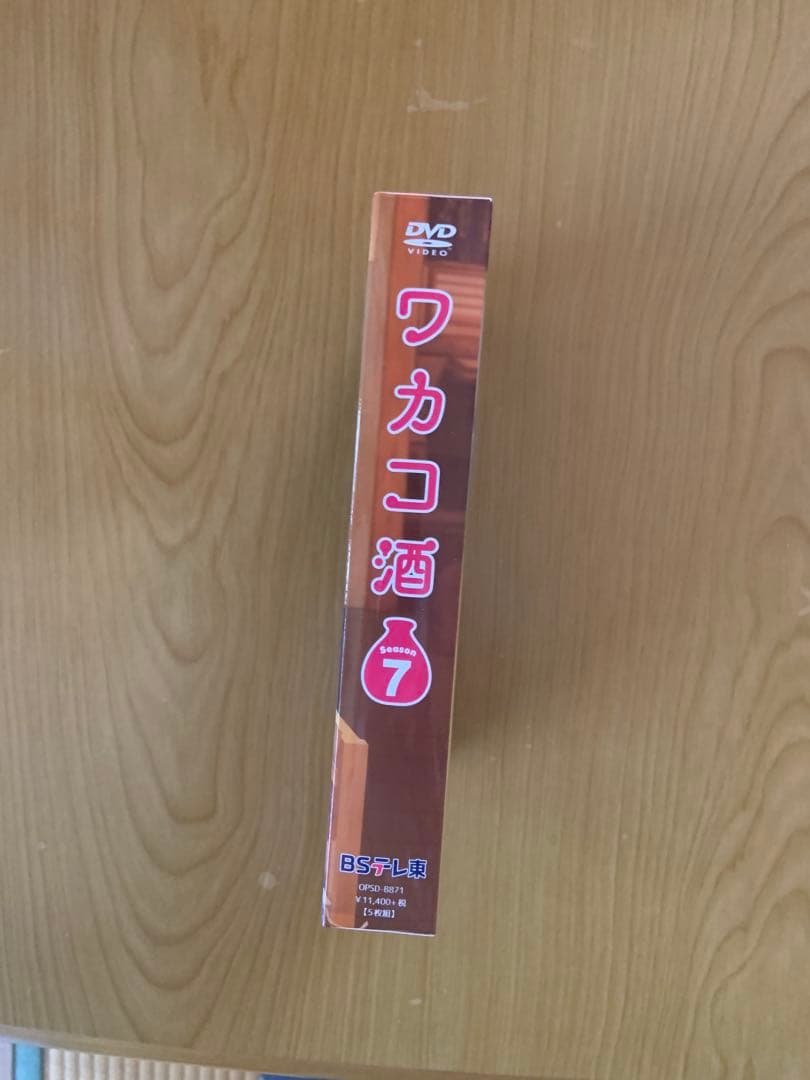 DVD
VIDEO
ワカコ酒
Season
7
BSテレ東
OPSD-B871
¥11,400+税
【5枚組】